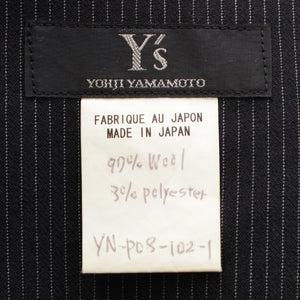 Y's
YOHJI YAMAMOTO
FABRIQUE AU JAPON
MADE IN JAPAN
97% Wool
3% polyester
YN-P08-102-1